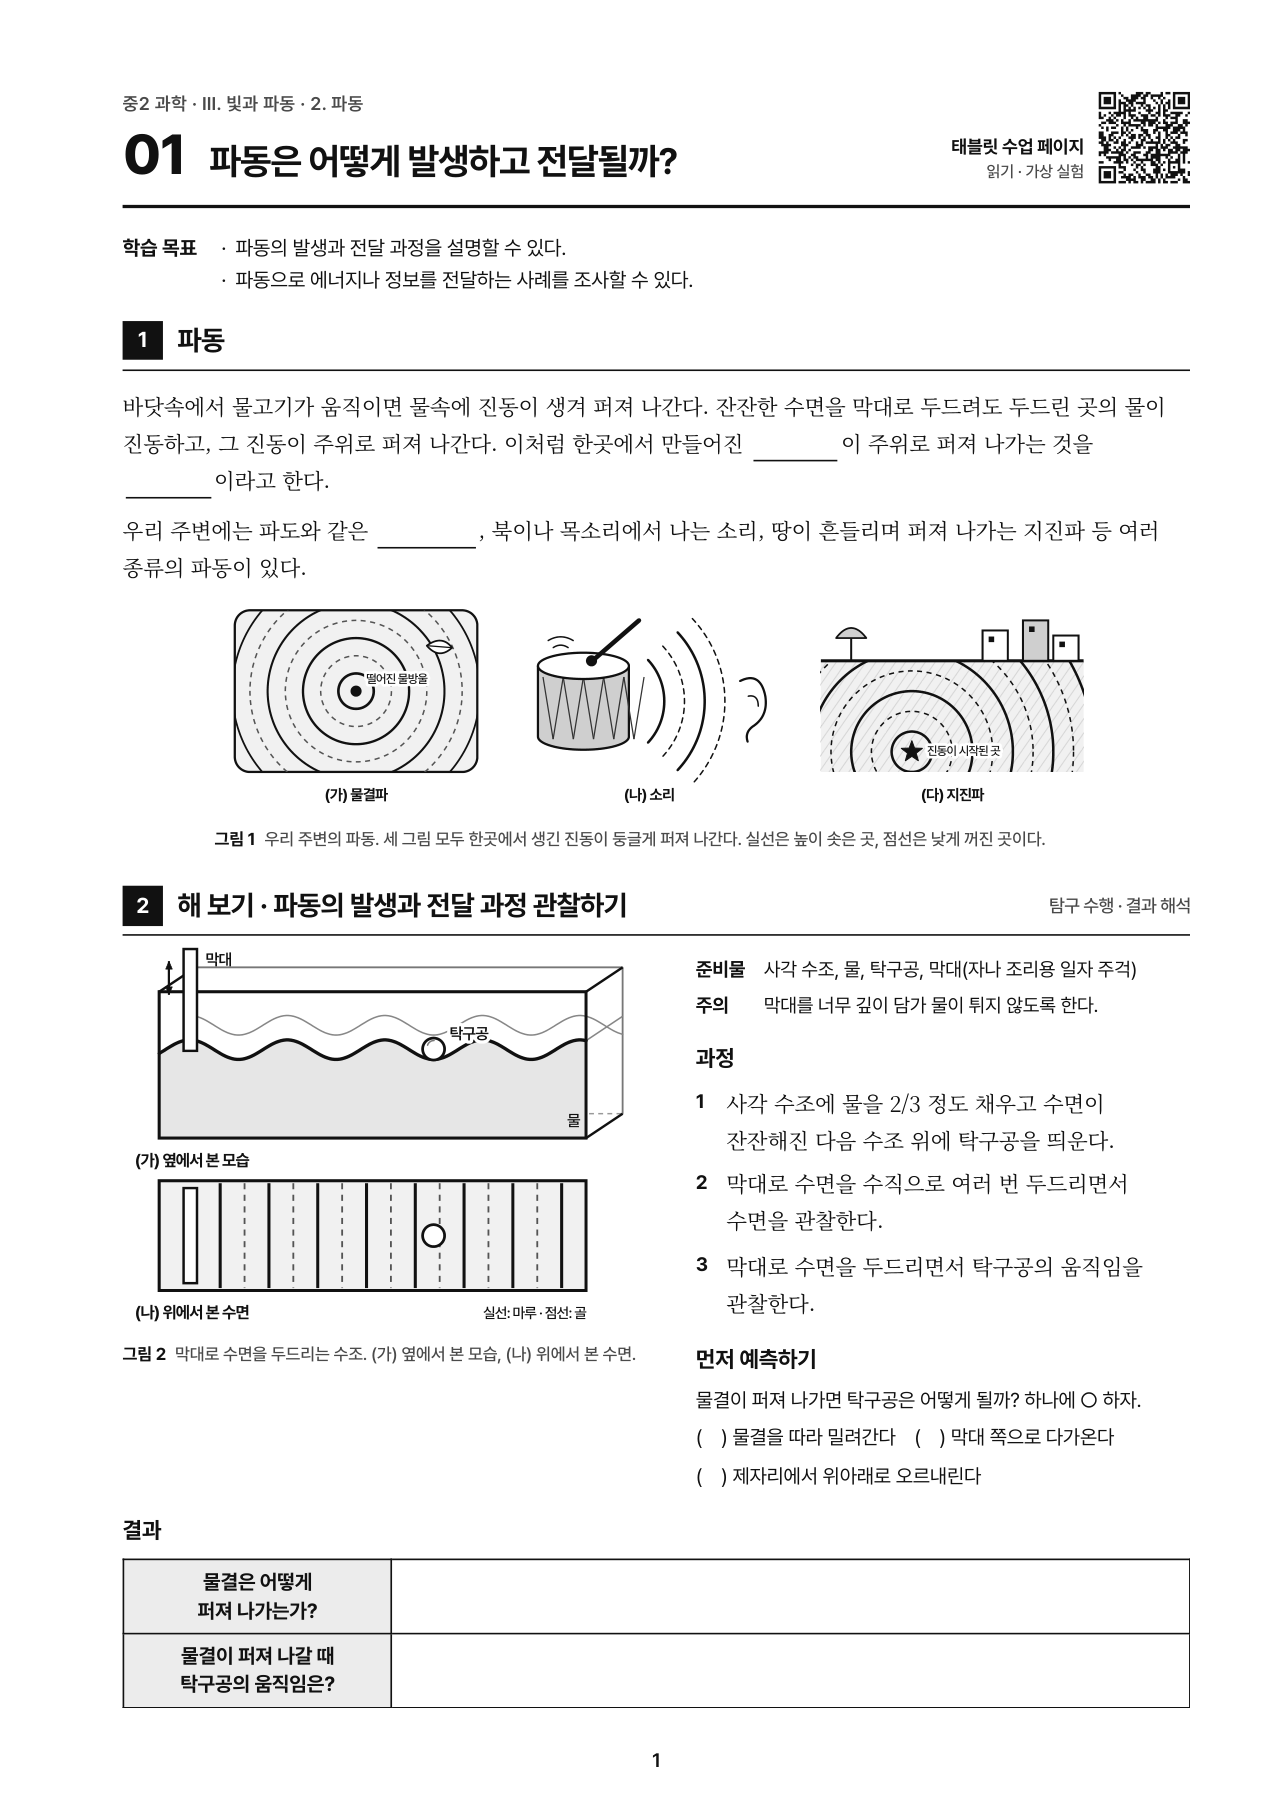 중2 과학 · III. 빛과 파동 · 2. 파동
01 파동은 어떻게 발생하고 전달될까?
태블릿 수업 페이지
읽기 · 가상 실험
학습 목표 · 파동의 발생과 전달 과정을 설명할 수 있다.
· 파동으로 에너지나 정보를 전달하는 사례를 조사할 수 있다.
1 파동
바닷속에서 물고기가 움직이면 물속에 진동이 생겨 퍼져 나간다. 잔잔한 수면을 막대로 두드려도 두드린 곳의 물이
진동하고, 그 진동이 주위로 퍼져 나간다. 이처럼 한곳에서 만들어진 ________이 주위로 퍼져 나가는 것을
________이라고 한다.
우리 주변에는 파도와 같은 ________, 북이나 목소리에서 나는 소리, 땅이 흔들리며 퍼져 나가는 지진파 등 여러
종류의 파동이 있다.
떨어진 물방울
진동이 시작된 곳
(가) 물결파
(나) 소리
(다) 지진파
그림 1 우리 주변의 파동. 세 그림 모두 한곳에서 생긴 진동이 둥글게 퍼져 나간다. 실선은 높이 솟은 곳, 점선은 낮게 꺼진 곳이다.
2 해 보기 · 파동의 발생과 전달 과정 관찰하기
탐구 수행 · 결과 해석
막대
탁구공
물
(가) 옆에서 본 모습
(나) 위에서 본 수면
실선: 마루 · 점선: 골
그림 2 막대로 수면을 두드리는 수조. (가) 옆에서 본 모습, (나) 위에서 본 수면.
준비물 사각 수조, 물, 탁구공, 막대(자나 조리용 일자 주걱)
주의 막대를 너무 깊이 담가 물이 튀지 않도록 한다.
과정
1 사각 수조에 물을 2/3 정도 채우고 수면이
잔잔해진 다음 수조 위에 탁구공을 띄운다.
2 막대로 수면을 수직으로 여러 번 두드리면서
수면을 관찰한다.
3 막대로 수면을 두드리면서 탁구공의 움직임을
관찰한다.
먼저 예측하기
물결이 퍼져 나가면 탁구공은 어떻게 될까? 하나에 ○ 하자.
( ) 물결을 따라 밀려간다 ( ) 막대 쪽으로 다가온다
( ) 제자리에서 위아래로 오르내린다
결과
물결은 어떻게
퍼져 나가는가?
물결이 퍼져 나갈 때
탁구공의 움직임은?
1